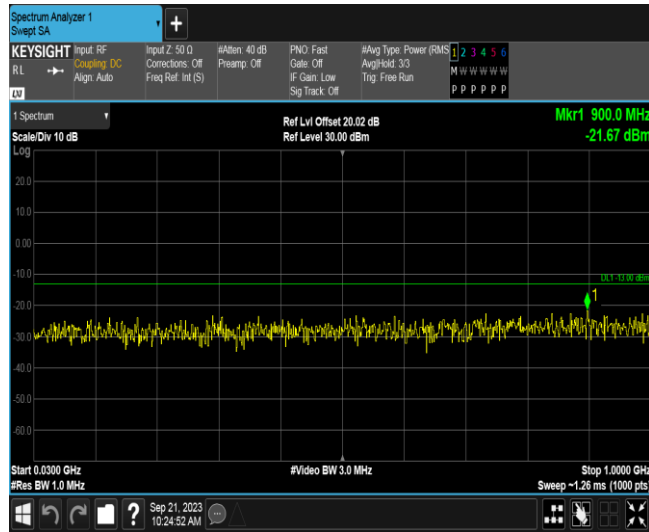 Spectrum Analyzer 1
Swept SA
+
KEYSIGHT
RL
LXI
Input: RF
Coupling: DC
Align: Auto
Input Z: 50 Ω
Corrections: Off
Freq Ref: Int (S)
#Atten: 40 dB
Preamp: Off
PNO: Fast
Gate: Off
IF Gain: Low
Sig Track: Off
#Avg Type: Power (RMS
Avg|Hold: 3/3
Trig: Free Run
1 2 3 4 5 6
M W W W W W
P P P P P P
1 Spectrum
Scale/Div 10 dB
Ref Lvl Offset 20.02 dB
Ref Level 30.00 dBm
Mkr1 900.0 MHz
-21.67 dBm
Log
20.0
10.0
0.00
-10.0
DL1 -13.00 dBm
1
-20.0
-30.0
-40.0
-50.0
-60.0
Start 0.0300 GHz
#Res BW 1.0 MHz
#Video BW 3.0 MHz
Stop 1.0000 GHz
Sweep ~1.26 ms (1000 pts)
?
Sep 21, 2023
10:24:52 AM